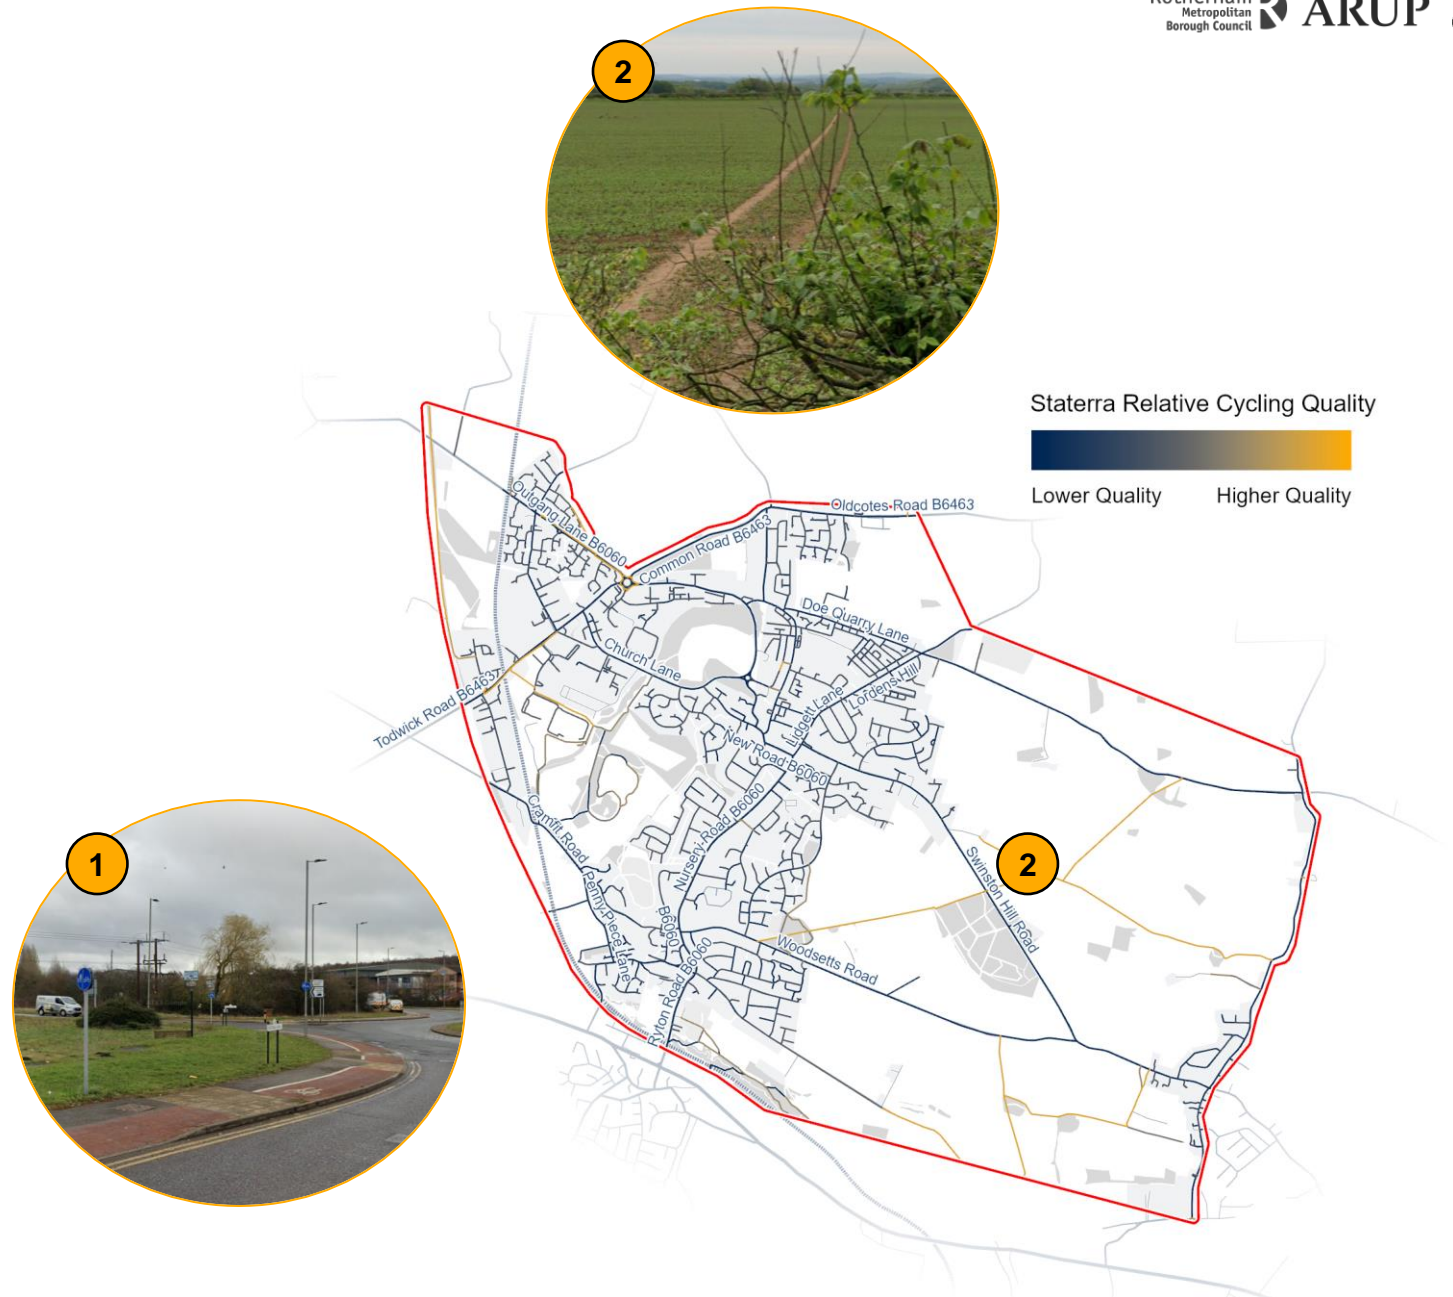 Rotherham
Metropolitan
Borough Council
ARUP
2
Staterra Relative Cycling Quality
Lower Quality Higher Quality
Outgang Lane B6060
Common Road B6463
Oldcotes Road B6463
Doe Quarry Lane
Church Lane
Lordens Hill
Lidgett Lane
Todwick Road B6463
New Road B6060
Cramfit Road
Nursery Road B6060
Penny Piece Lane
B6060
Ryton Road B6060
Woodsetts Road
Swinston Hill Road
2
1